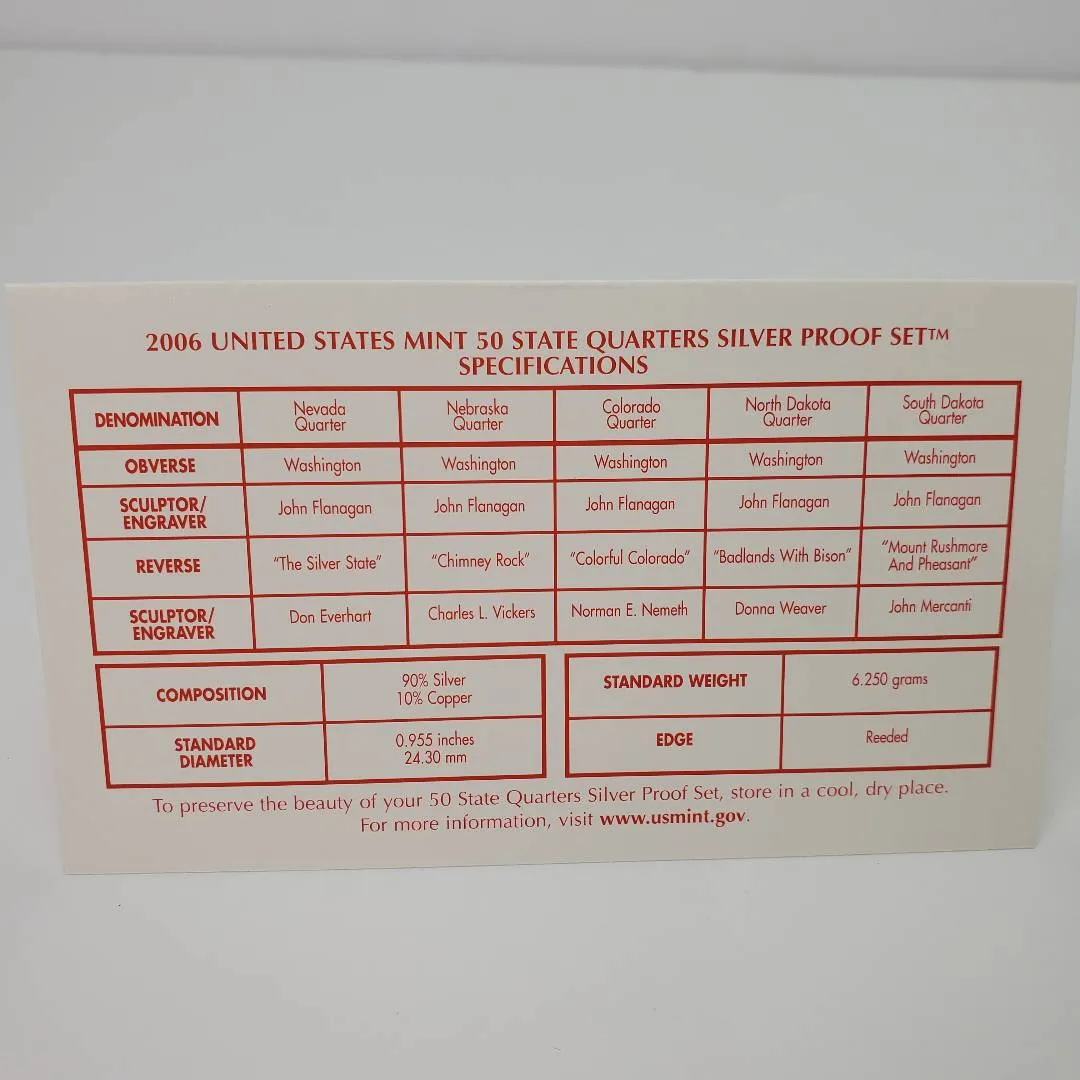 2006 UNITED STATES MINT 50 STATE QUARTERS SILVER PROOF SET™
SPECIFICATIONS
DENOMINATION
Nevada
Quarter
Nebraska
Quarter
Colorado
Quarter
North Dakota
Quarter
South Dakota
Quarter
OBVERSE
Washington
Washington
Washington
Washington
Washington
SCULPTOR/
ENGRAVER
John Flanagan
John Flanagan
John Flanagan
John Flanagan
John Flanagan
REVERSE
"The Silver State"
"Chimney Rock"
"Colorful Colorado"
"Badlands With Bison"
"Mount Rushmore
And Pheasant"
SCULPTOR/
ENGRAVER
Don Everhart
Charles L. Vickers
Norman E. Nemeth
Donna Weaver
John Mercanti
COMPOSITION
90% Silver
10% Copper
STANDARD
DIAMETER
0.955 inches
24.30 mm
STANDARD WEIGHT
6.250 grams
EDGE
Reeded
To preserve the beauty of your 50 State Quarters Silver Proof Set, store in a cool, dry place.
For more information, visit www.usmint.gov.